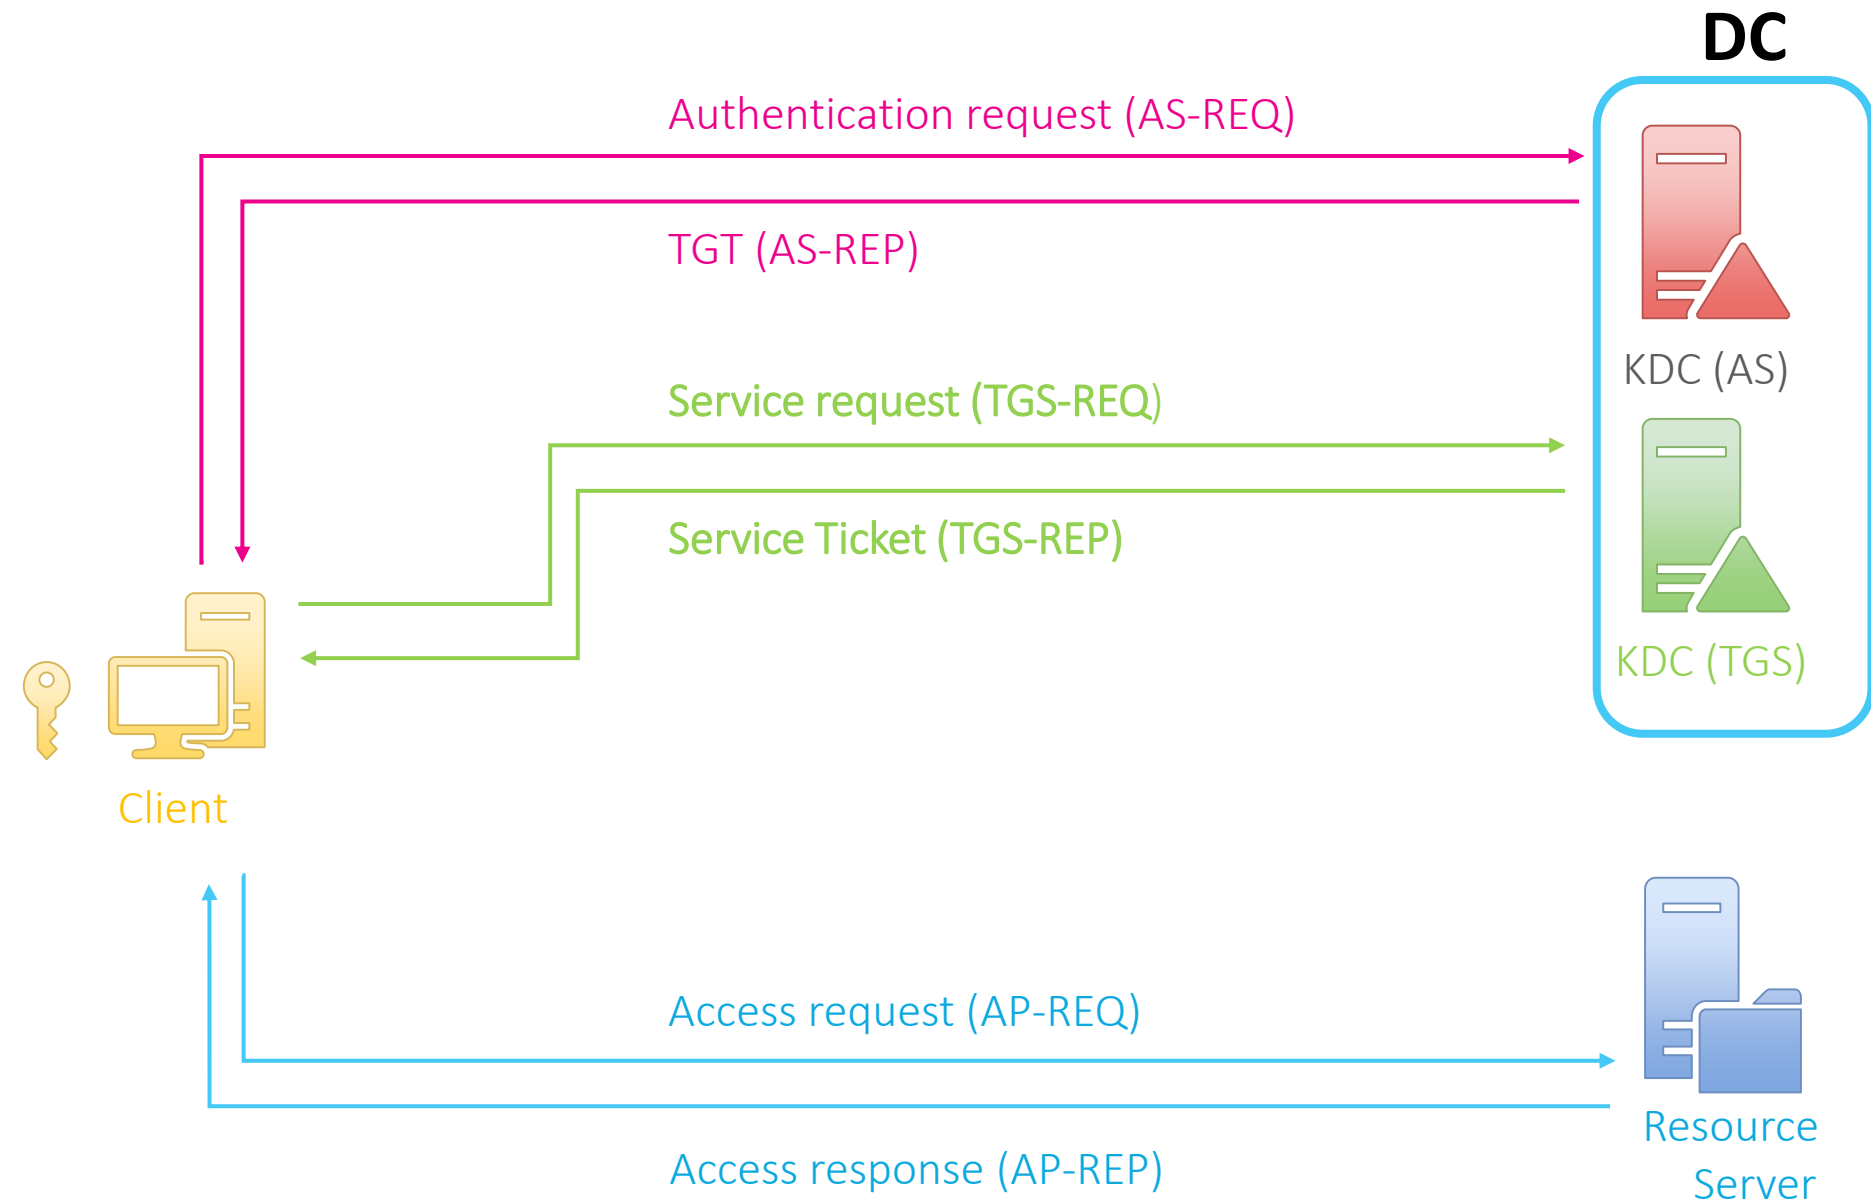 DC
Authentication request (AS-REQ)
TGT (AS-REP)
KDC (AS)
Service request (TGS-REQ)
Service Ticket (TGS-REP)
KDC (TGS)
Client
Access request (AP-REQ)
Resource
Server
Access response (AP-REP)